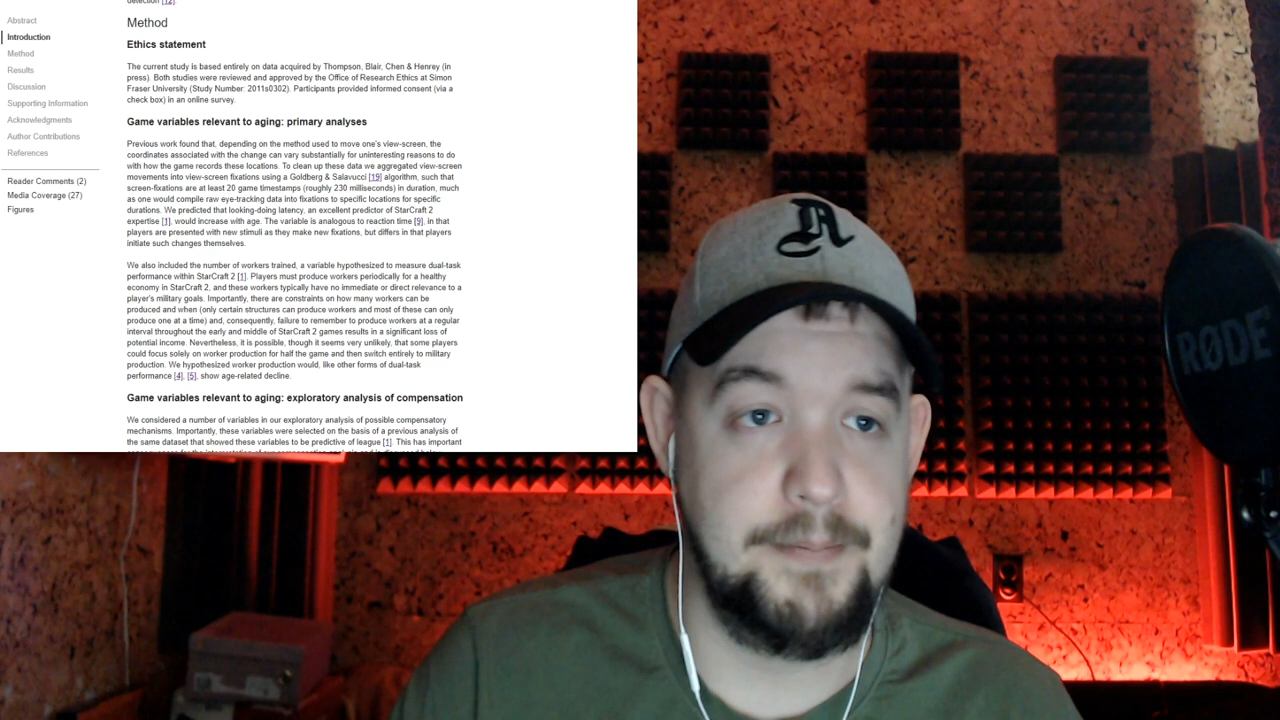 detection [12].
Method
Abstract
Introduction
Method
Results
Discussion
Supporting Information
Acknowledgments
Author Contributions
References
Reader Comments (2)
Media Coverage (27)
Figures
Ethics statement
The current study is based entirely on data acquired by Thompson, Blair, Chen & Henrey (in
press). Both studies were reviewed and approved by the Office of Research Ethics at Simon
Fraser University (Study Number: 2011s0302). Participants provided informed consent (via a
check box) in an online survey.
Game variables relevant to aging: primary analyses
Previous work found that, depending on the method used to move one's view-screen, the
coordinates associated with the change can vary substantially for uninteresting reasons to do
with how the game records these locations. To clean up these data we aggregated view-screen
movements into view-screen fixations using a Goldberg & Salavucci [19] algorithm, such that
screen-fixations are at least 20 game timestamps (roughly 230 milliseconds) in duration, much
as one would compile raw eye-tracking data into fixations to specific locations for specific
durations. We predicted that looking-doing latency, an excellent predictor of StarCraft 2
expertise [1], would increase with age. The variable is analogous to reaction time [9], in that
players are presented with new stimuli as they make new fixations, but differs in that players
initiate such changes themselves.
We also included the number of workers trained, a variable hypothesized to measure dual-task
performance within StarCraft 2 [1]. Players must produce workers periodically for a healthy
economy in StarCraft 2, and these workers typically have no immediate or direct relevance to a
player's military goals. Importantly, there are constraints on how many workers can be
produced and when (only certain structures can produce workers and most of these can only
produce one at a time) and, consequently, failure to remember to produce workers at a regular
interval throughout the early and middle of StarCraft 2 games results in a significant loss of
potential income. Nevertheless, it is possible, though it seems very unlikely, that some players
could focus solely on worker production for half the game and then switch entirely to military
production. We hypothesized worker production would, like other forms of dual-task
performance [4], [5], show age-related decline.
Game variables relevant to aging: exploratory analysis of compensation
We considered a number of variables in our exploratory analysis of possible compensatory
mechanisms. Importantly, these variables were selected on the basis of a previous analysis of
the same dataset that showed these variables to be predictive of league [1]. This has important
A
RØDE